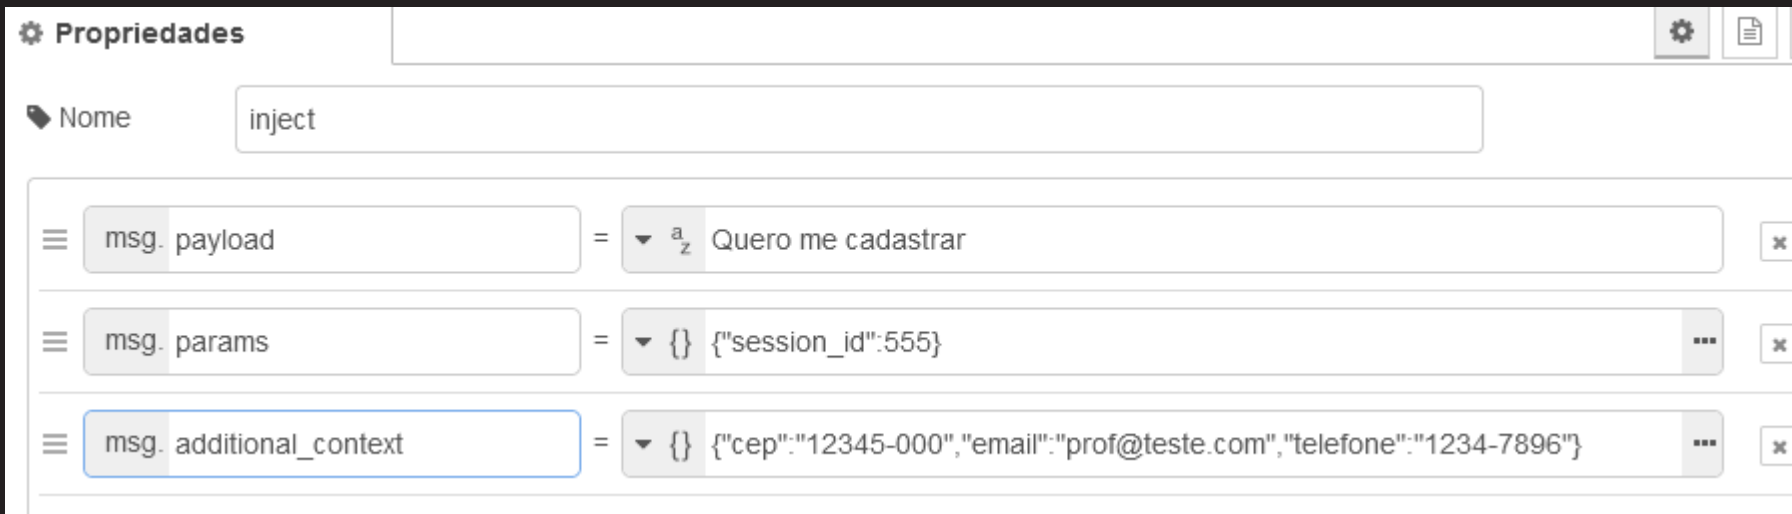 Propriedades
Nome inject
msg. payload = az Quero me cadastrar
msg. params = {} {"session_id":555} ...
msg. additional_context = {} {"cep":"12345-000","email":"prof@teste.com","telefone":"1234-7896"} ...